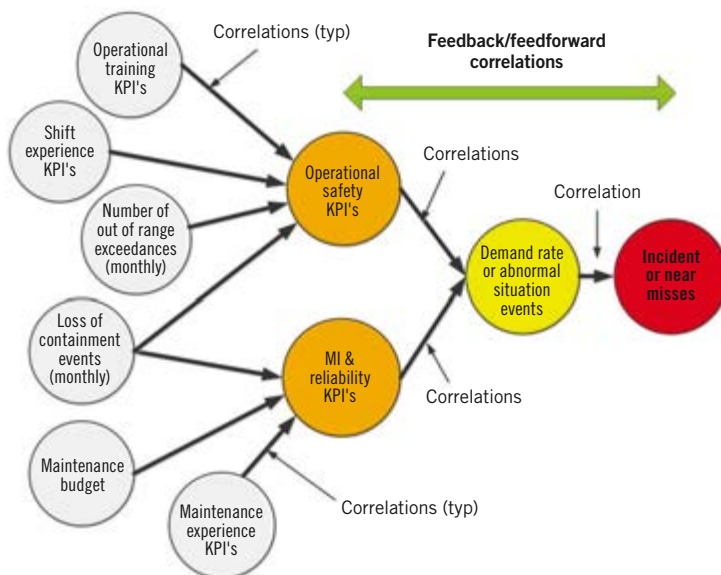 Operational
training
KPI's
Correlations (typ)
Feedback/feedforward
correlations
Shift
experience
KPI's
Number of
out of range
exceedances
(monthly)
Operational
safety
KPI's
Correlations
Correlation
Demand rate
or abnormal
situation
events
Incident
or near
misses
Loss of
containment
events
(monthly)
MI &
reliability
KPI's
Correlations
Maintenance
budget
Maintenance
experience
KPI's
Correlations (typ)